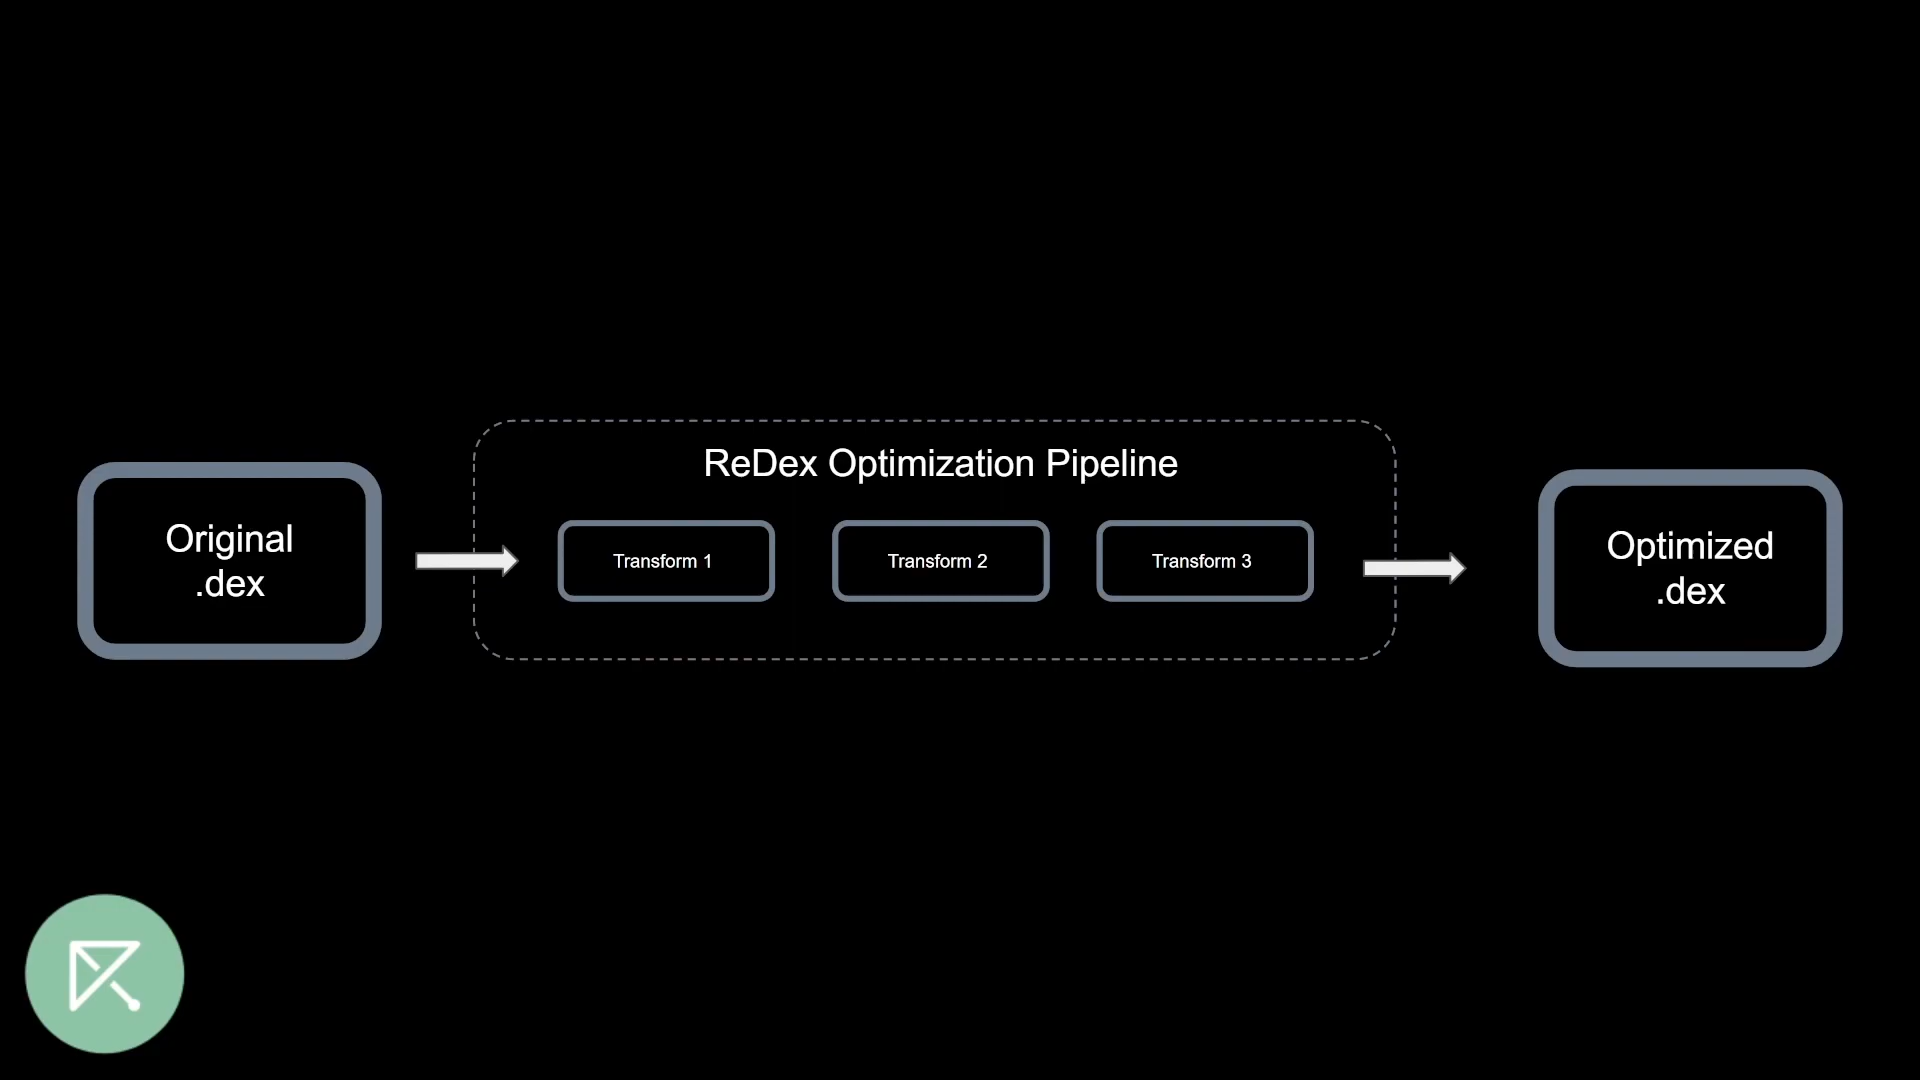 Original
.dex
ReDex Optimization Pipeline
Transform 1
Transform 2
Transform 3
Optimized
.dex